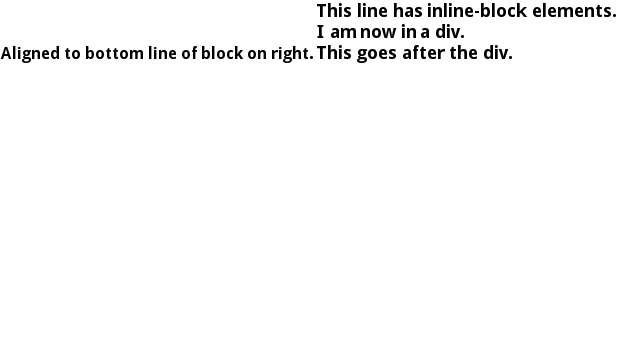 This line has inline-block elements.
I am now in a div.
Aligned to bottom line of block on right. This goes after the div.